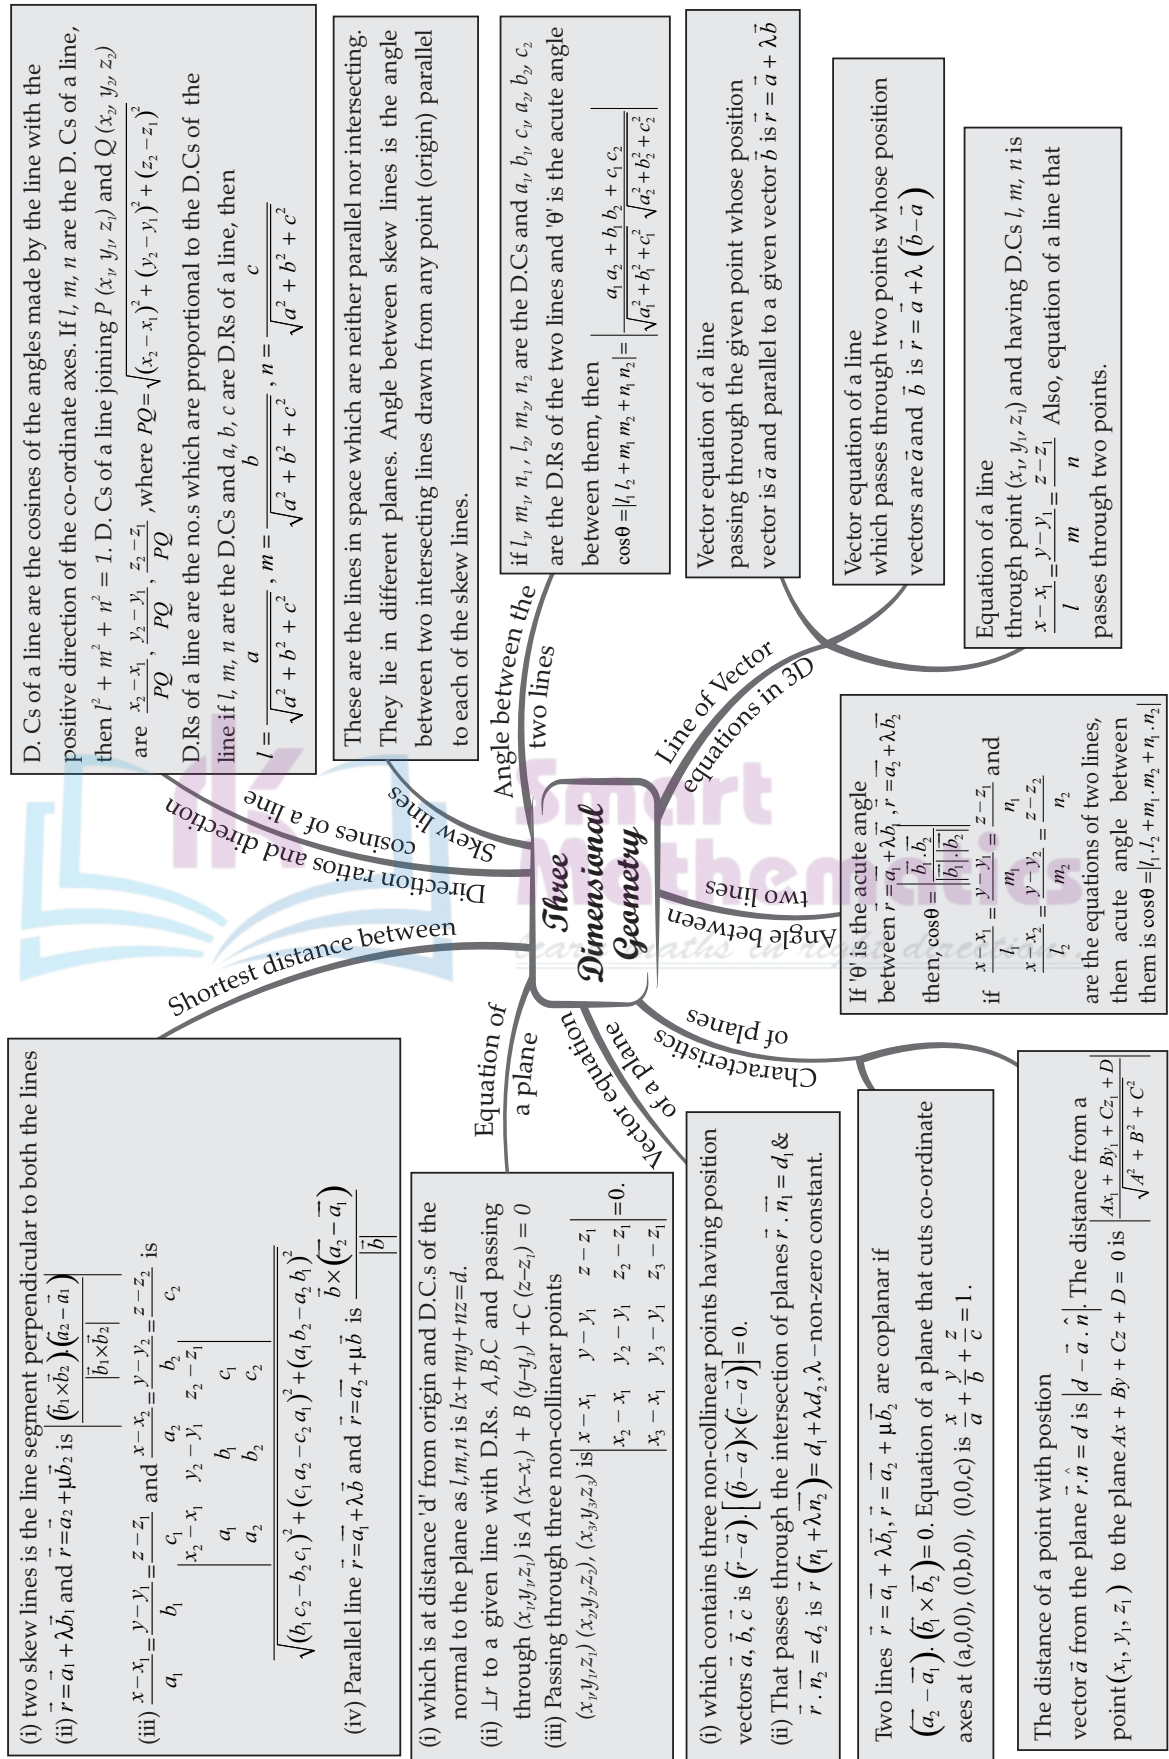 Three
Dimensional
Geometry
Direction ratios and direction
cosines of a line
D. Cs of a line are the cosines of the angles made by the line with the
positive direction of the co-ordinate axes. If l, m, n are the D. Cs of a line,
then l² + m² + n² = 1. D. Cs of a line joining P (x₁, y₁, z₁) and Q (x₂, y₂, z₂)
are (x₂ – x₁)/PQ , (y₂ – y₁)/PQ , (z₂ – z₁)/PQ ,where PQ=√((x₂ – x₁)² + (y₂ – y₁)² + (z₂ – z₁)²)
D.Rs of a line are the no.s which are proportional to the D.Cs of the
line if l, m, n are the D.Cs and a, b, c are D.Rs of a line, then
l = a/√(a² + b² + c²) , m = b/√(a² + b² + c²) , n = c/√(a² + b² + c²)
Skew lines
These are the lines in space which are neither parallel nor intersecting.
They lie in different planes. Angle between skew lines is the angle
between two intersecting lines drawn from any point (origin) parallel
to each of the skew lines.
Angle between the
two lines
if l₁, m₁, n₁ , l₂, m₂, n₂ are the D.Cs and a₁, b₁, c₁, a₂, b₂, c₂
are the D.Rs of the two lines and 'θ' is the acute angle
between them, then
cosθ =|l₁ l₂ + m₁ m₂ + n₁ n₂|= |(a₁ a₂ + b₁ b₂ + c₁ c₂)/(√(a₁² + b₁² + c₁²) √(a₂² + b₂² + c₂²))|
Line of Vector
equations in 3D
Vector equation of a line
passing through the given point whose position
vector is a⃗ and parallel to a given vector b⃗ is r⃗ = a⃗ + λb⃗
Vector equation of a line
which passes through two points whose position
vectors are a⃗ and b⃗ is r⃗ = a⃗ + λ (b⃗ – a⃗)
Equation of a line
through point (x₁, y₁, z₁) and having D.Cs l, m, n is
(x – x₁)/l = (y – y₁)/m = (z – z₁)/n Also, equation of a line that
passes through two points.
Shortest distance between
(i) two skew lines is the line segment perpendicular to both the lines
(ii) r⃗ = a⃗₁ + λb⃗₁ and r⃗ = a⃗₂ + μb⃗₂ is |(b⃗₁×b⃗₂).(a⃗₂ – a⃗₁)/|b⃗₁×b⃗₂||
(iii) (x – x₁)/a₁ = (y – y₁)/b₁ = (z – z₁)/c₁ and (x – x₂)/a₂ = (y – y₂)/b₂ = (z – z₂)/c₂ is
| x₂ – x₁ y₂ – y₁ z₂ – z₁ |
| a₁ b₁ c₁ |
| a₂ b₂ c₂ |
√((b₁c₂ – b₂c₁)² + (c₁a₂ – c₂a₁)² + (a₁b₂ – a₂b₁)²)
(iv) Parallel line r⃗ = a⃗₁ + λb⃗ and r⃗ = a⃗₂ + μb⃗ is b⃗×(a⃗₂ – a⃗₁)/|b⃗|
Equation of
a plane
(i) which is at distance 'd' from origin and D.C.s of the
normal to the plane as l,m,n is lx+my+nz=d.
(ii) ⊥r to a given line with D.Rs. A,B,C and passing
through (x₁,y₁,z₁) is A (x–x₁) + B (y–y₁) +C (z–z₁) = 0
(iii) Passing through three non-collinear points
(x₁,y₁,z₁) (x₂,y₂,z₂), (x₃,y₃,z₃) is | x – x₁ y – y₁ z – z₁ |
| x₂ – x₁ y₂ – y₁ z₂ – z₁ | =0.
| x₃ – x₁ y₃ – y₁ z₃ – z₁ |
Vector equation
of a plane
(i) which contains three non-collinear points having position
vectors a⃗, b⃗, c⃗ is (r⃗ – a⃗). [(b⃗ – a⃗)×(c⃗ – a⃗)] = 0.
(ii) That passes through the intersection of planes r⃗ . n⃗₁ = d₁ &
r⃗ . n⃗₂ = d₂ is r⃗ (n⃗₁ + λn⃗₂)= d₁ + λd₂, λ – non-zero constant.
Characteristics
of planes
Two lines r⃗ = a⃗₁ + λb⃗₁, r⃗ = a⃗₂ + μb⃗₂ are coplanar if
(a⃗₂ – a⃗₁). (b⃗₁ × b⃗₂)= 0. Equation of a plane that cuts co-ordinate
axes at (a,0,0), (0,b,0), (0,0,c) is x/a + y/b + z/c = 1.
The distance of a point with postion
vector a⃗ from the plane r⃗.n̂ = d is |d – a⃗ . n̂|. The distance from a
point (x₁, y₁, z₁) to the plane Ax + By + Cz + D = 0 is |(Ax₁ + By₁ + Cz₁ + D)/√(A² + B² + C²)|
Angle between
two lines
If 'θ' is the acute angle
between r⃗ = a⃗₁ + λb⃗₁, r⃗ = a⃗₂ + λb⃗₂
then, cosθ = |b⃗₁ . b⃗₂/|b⃗₁|.|b⃗₂||
if (x – x₁)/l₁ = (y – y₁)/m₁ = (z – z₁)/n₁ and
(x – x₂)/l₂ = (y – y₂)/m₂ = (z – z₂)/n₂
are the equations of two lines,
then acute angle between
them is cosθ =|l₁.l₂ +m₁.m₂ +n₁.n₂|
Smart
Mathematics
learn maths in right direction...